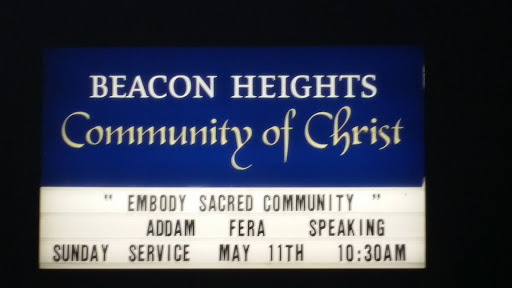 BEACON HEIGHTS
Community of Christ
" EMBODY SACRED COMMUNITY "
ADDAM FERA SPEAKING
SUNDAY SERVICE MAY 11TH 10:30AM